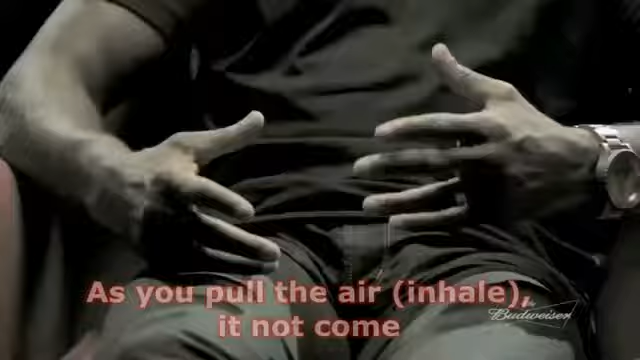 As you pull the air (inhale),
it not come
Budweiser